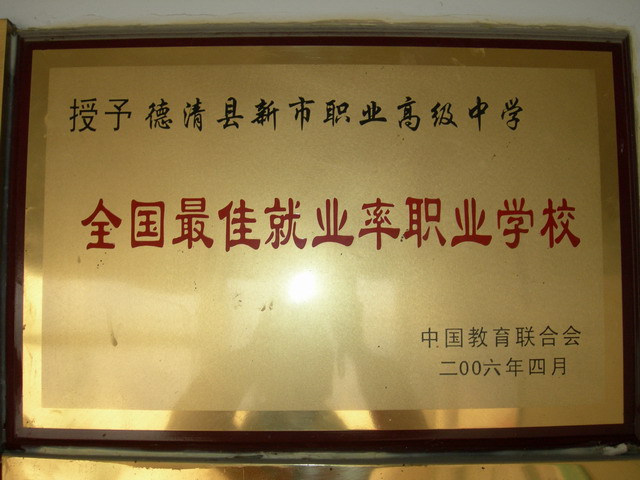 授予 德清县新市职业高级中学
全国最佳就业率职业学校
中国教育联合会
二00六年四月